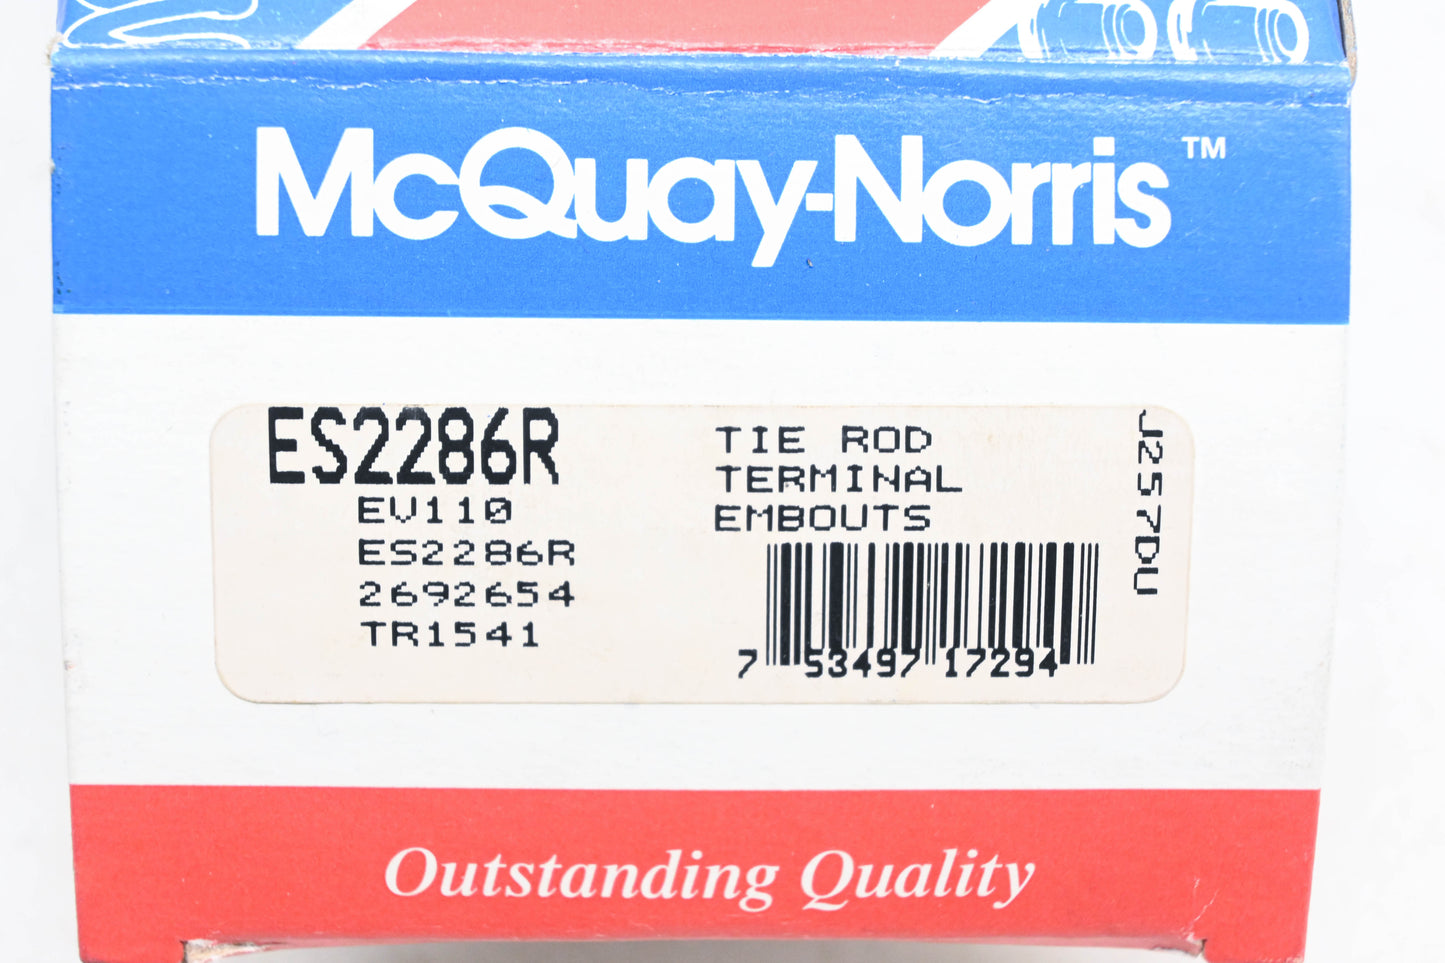 McQuay-Norris™
ES2286R
EV110
ES2286R
2692654
TR1541
TIE ROD
TERMINAL
EMBOUTS
7 53497 17294
J257DU
Outstanding Quality